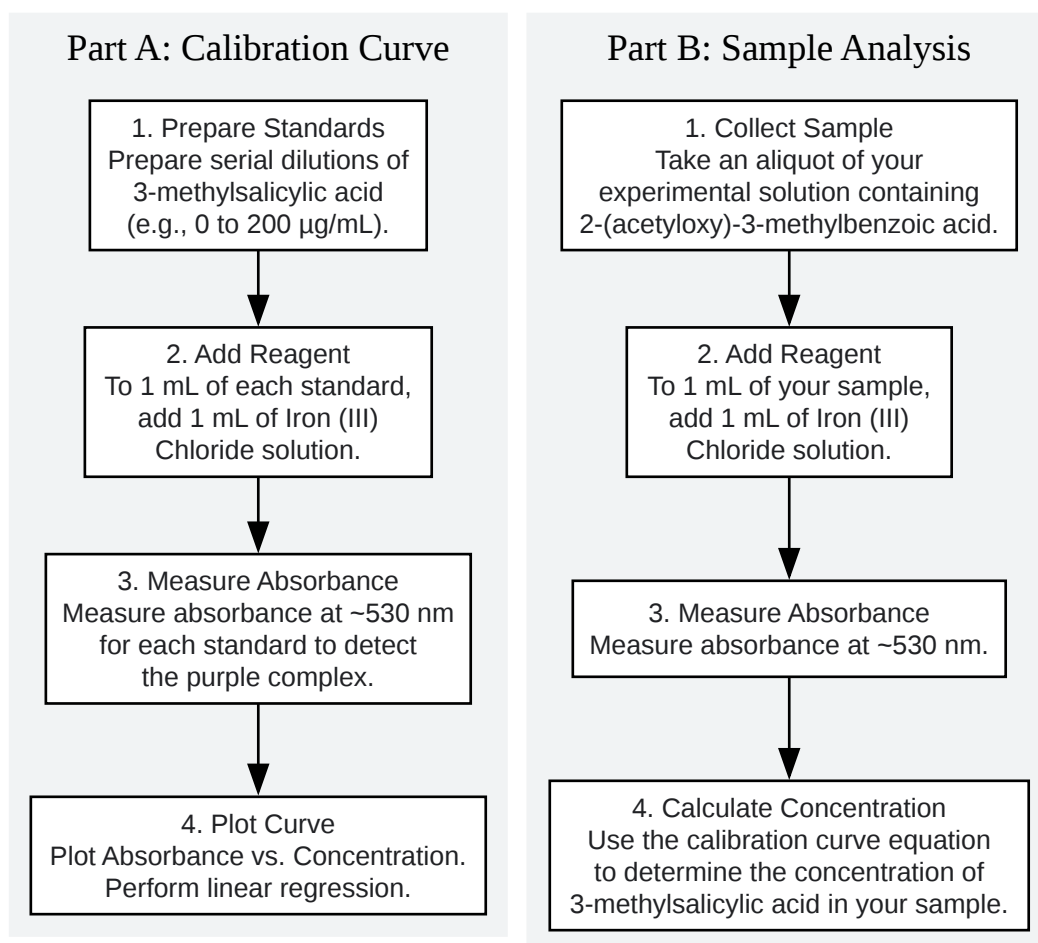 Part A: Calibration Curve
1. Prepare Standards
Prepare serial dilutions of
3-methylsalicylic acid
(e.g., 0 to 200 µg/mL).
2. Add Reagent
To 1 mL of each standard,
add 1 mL of Iron (III)
Chloride solution.
3. Measure Absorbance
Measure absorbance at ~530 nm
for each standard to detect
the purple complex.
4. Plot Curve
Plot Absorbance vs. Concentration.
Perform linear regression.
Part B: Sample Analysis
1. Collect Sample
Take an aliquot of your
experimental solution containing
2-(acetyloxy)-3-methylbenzoic acid.
2. Add Reagent
To 1 mL of your sample,
add 1 mL of Iron (III)
Chloride solution.
3. Measure Absorbance
Measure absorbance at ~530 nm.
4. Calculate Concentration
Use the calibration curve equation
to determine the concentration of
3-methylsalicylic acid in your sample.